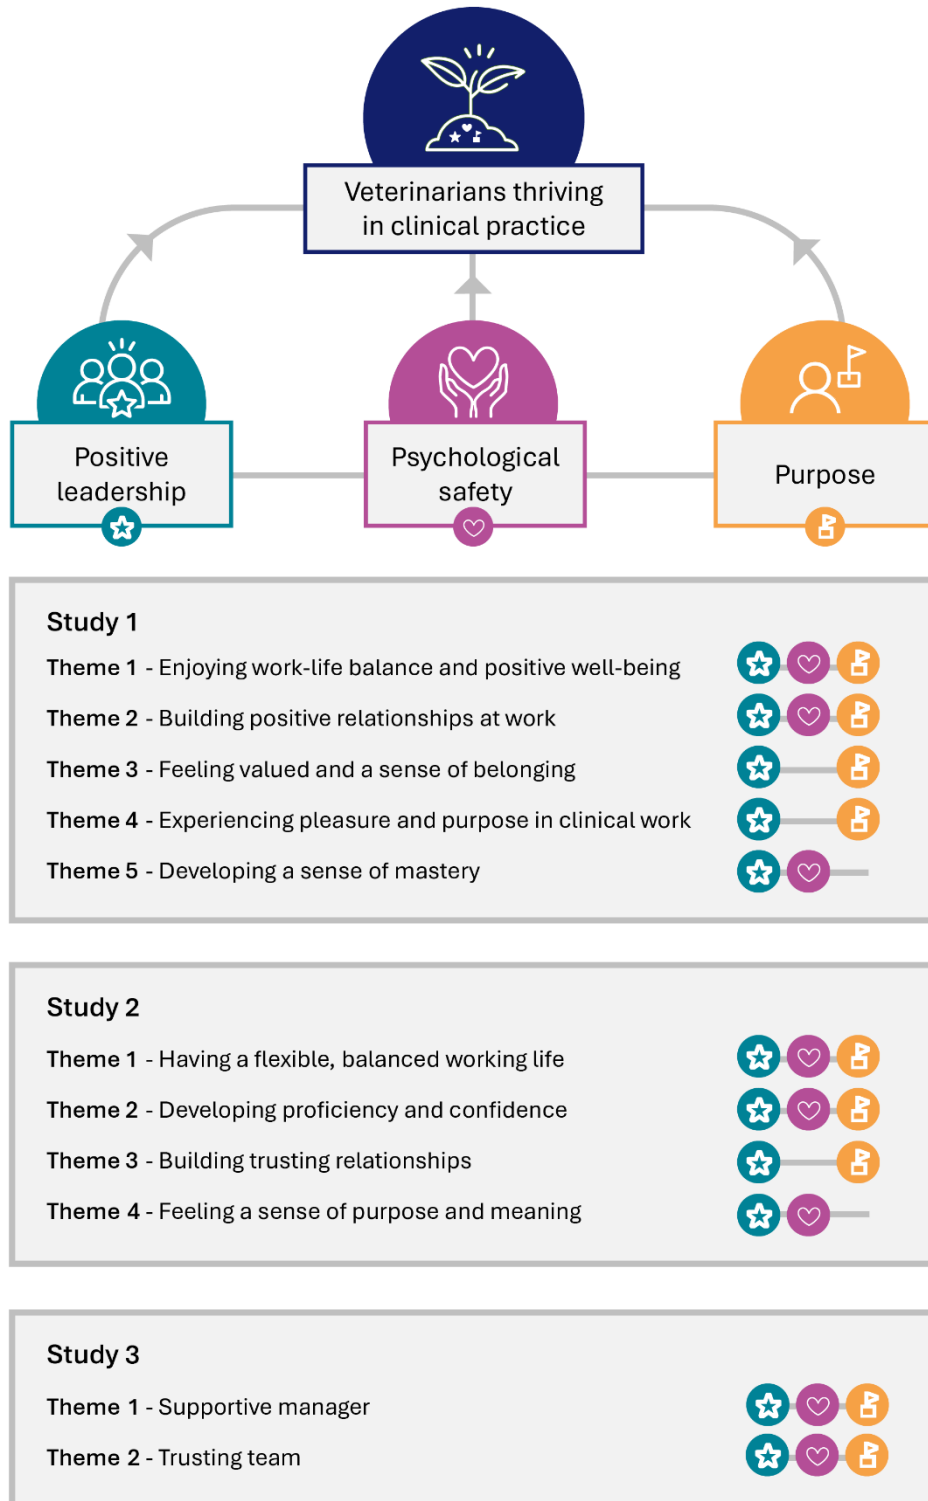 Veterinarians thriving
in clinical practice
Positive
leadership
Psychological
safety
Purpose
Study 1
Theme 1 - Enjoying work-life balance and positive well-being
Theme 2 - Building positive relationships at work
Theme 3 - Feeling valued and a sense of belonging
Theme 4 - Experiencing pleasure and purpose in clinical work
Theme 5 - Developing a sense of mastery
Study 2
Theme 1 - Having a flexible, balanced working life
Theme 2 - Developing proficiency and confidence
Theme 3 - Building trusting relationships
Theme 4 - Feeling a sense of purpose and meaning
Study 3
Theme 1 - Supportive manager
Theme 2 - Trusting team